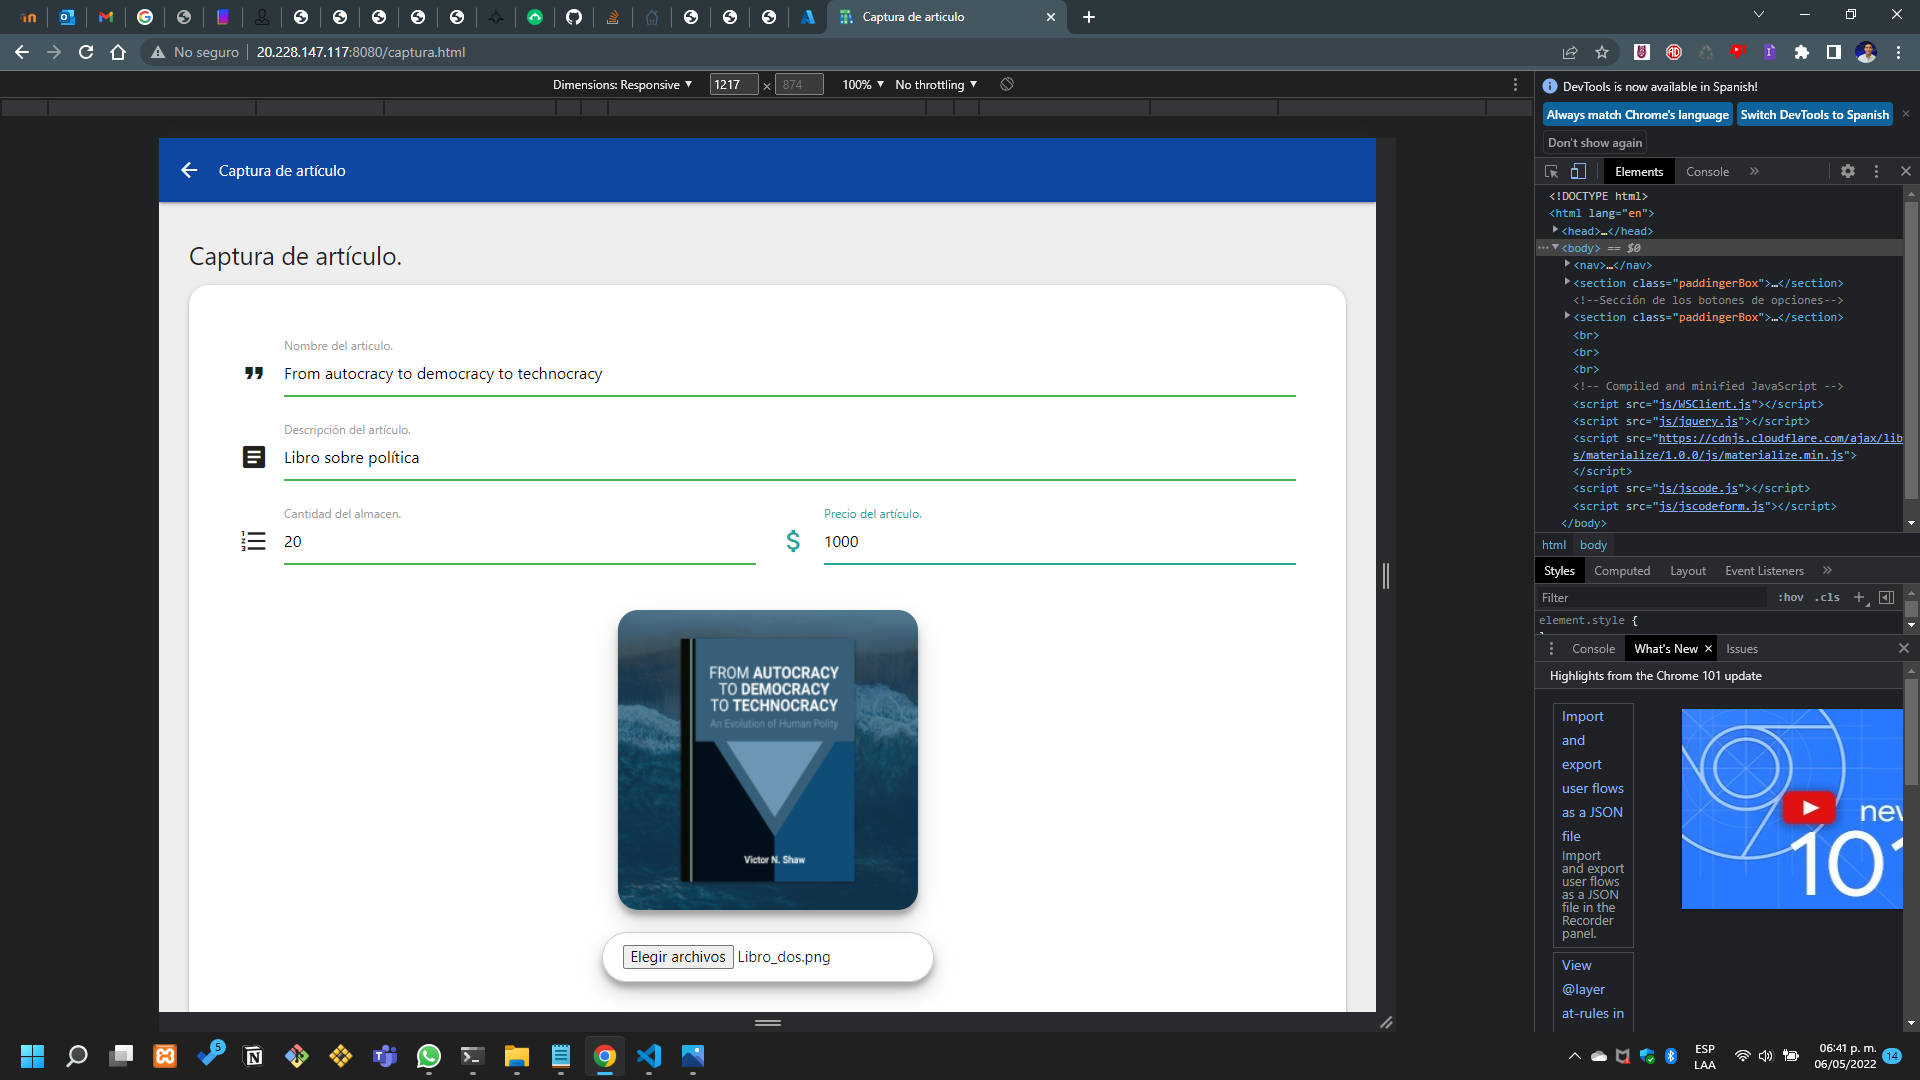 Captura de articulo
No seguro
20.228.147.117:8080/captura.html
Dimensions: Responsive
1217
×
874
100%
No throttling
Captura de artículo
Captura de artículo.
Nombre del articulo.
From autocracy to democracy to technocracy
Descripción del artículo.
Libro sobre política
Cantidad del almacen.
20
Precio del artículo.
1000
FROM AUTOCRACY
TO DEMOCRACY
TO TECHNOCRACY
An Evolution of Human Polity
Victor N. Shaw
Elegir archivos
Libro_dos.png
DevTools is now available in Spanish!
Always match Chrome's language
Switch DevTools to Spanish
Don't show again
Elements
Console
<!DOCTYPE html>
<html lang="en">
<head>…</head>
<body> == $0
<nav>…</nav>
<section class="paddingerBox">…</section>
<!--Sección de los botones de opciones-->
<section class="paddingerBox">…</section>
<br>
<br>
<br>
<!-- Compiled and minified JavaScript -->
<script src="js/WSClient.js"></script>
<script src="js/jquery.js"></script>
<script src="https://cdnjs.cloudflare.com/ajax/lib
s/materialize/1.0.0/js/materialize.min.js">
</script>
<script src="js/jscode.js"></script>
<script src="js/jscodeform.js"></script>
</body>
html
body
Styles
Computed
Layout
Event Listeners
Filter
:hov
.cls
element.style {
Console
What's New
Issues
Highlights from the Chrome 101 update
Import
and
export
user flows
as a JSON
file
Import
and export
user flows
as a JSON
file in the
Recorder
panel.
new
101
View
@layer
at-rules in
5
ESP
LAA
06:41 p. m.
06/05/2022
14